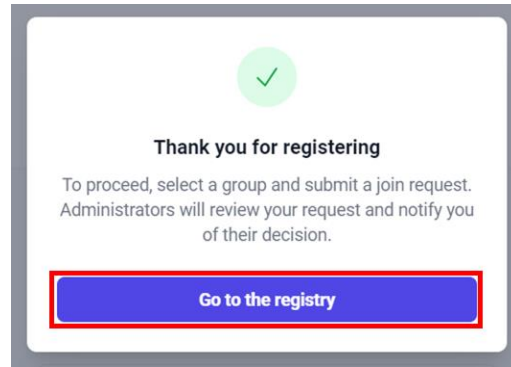 Thank you for registering
To proceed, select a group and submit a join request.
Administrators will review your request and notify you
of their decision.
Go to the registry